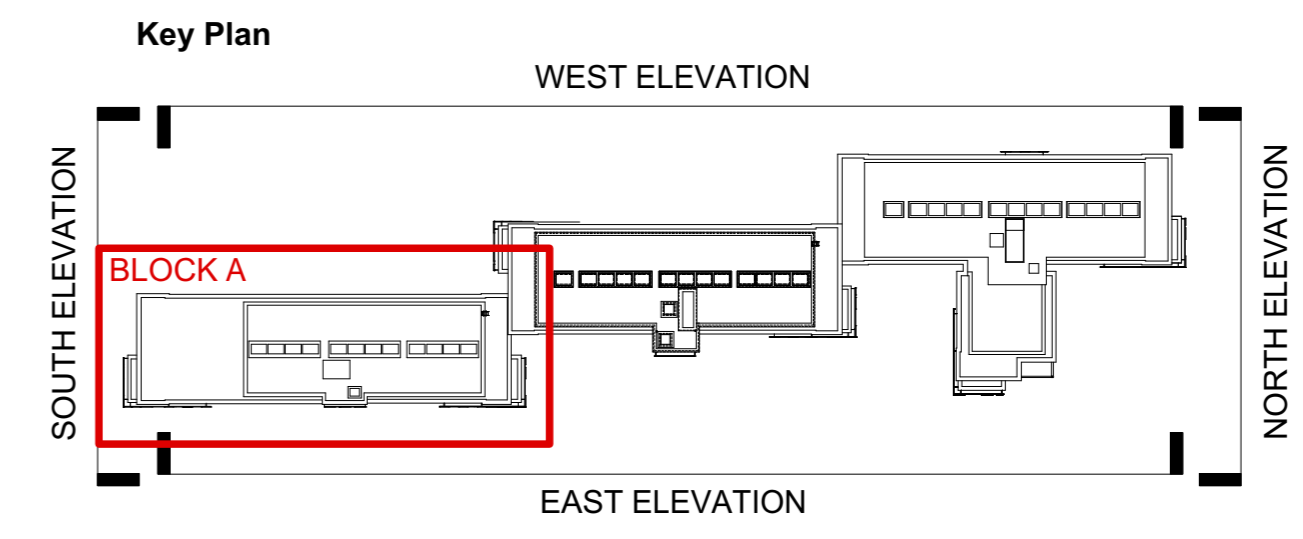 Key Plan
WEST ELEVATION
SOUTH ELEVATION
BLOCK A
NORTH ELEVATION
EAST ELEVATION